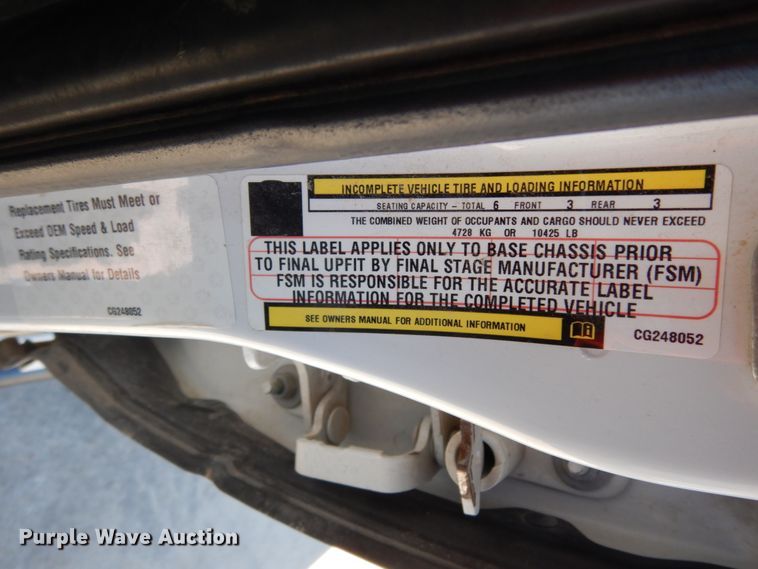 Replacement Tires Must Meet or
Exceed OEM Speed & Load
Rating Specifications. See
Owners Manual for Details
CG248052
INCOMPLETE VEHICLE TIRE AND LOADING INFORMATION
SEATING CAPACITY - TOTAL 6 FRONT 3 REAR 3
THE COMBINED WEIGHT OF OCCUPANTS AND CARGO SHOULD NEVER EXCEED
4728 KG OR 10425 LB
THIS LABEL APPLIES ONLY TO BASE CHASSIS PRIOR
TO FINAL UPFIT BY FINAL STAGE MANUFACTURER (FSM)
FSM IS RESPONSIBLE FOR THE ACCURATE LABEL
INFORMATION FOR THE COMPLETED VEHICLE
SEE OWNERS MANUAL FOR ADDITIONAL INFORMATION
CG248052
Purple Wave Auction